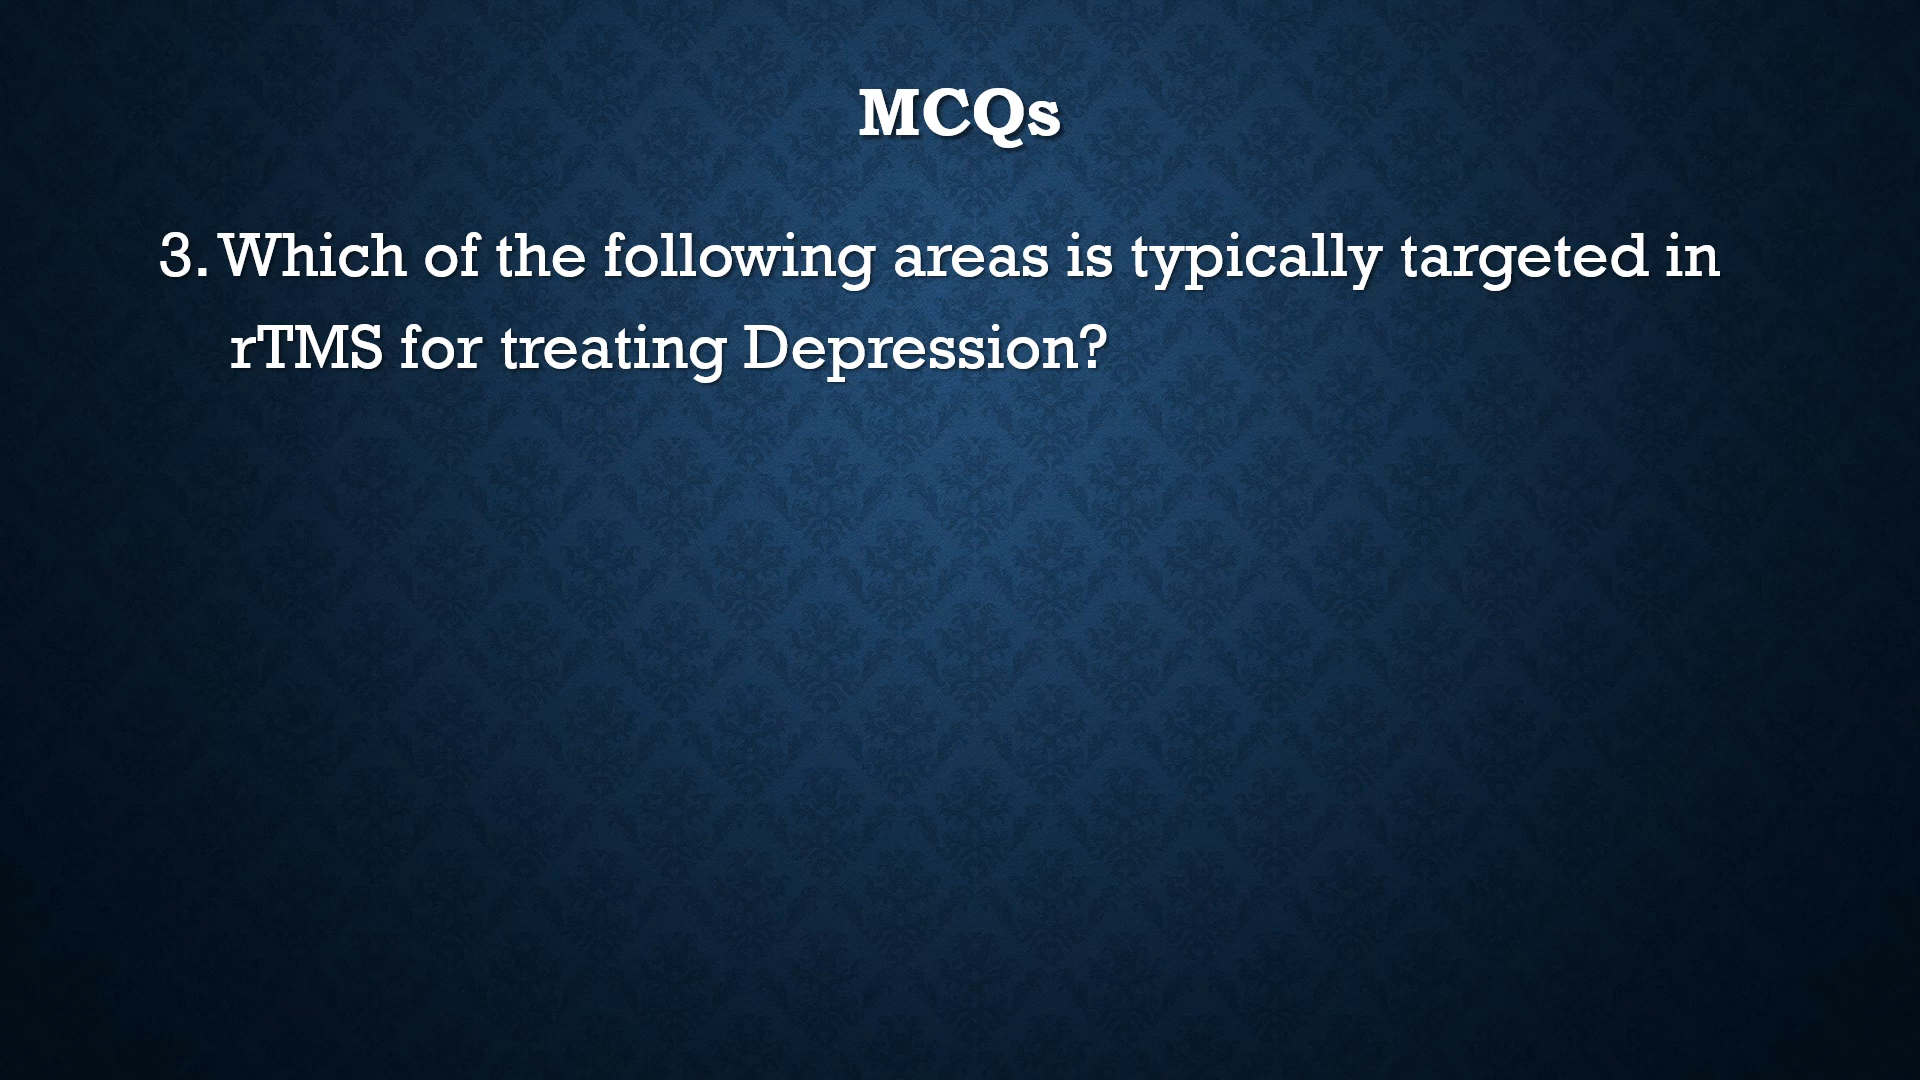 MCQs
3. Which of the following areas is typically targeted in
rTMS for treating Depression?